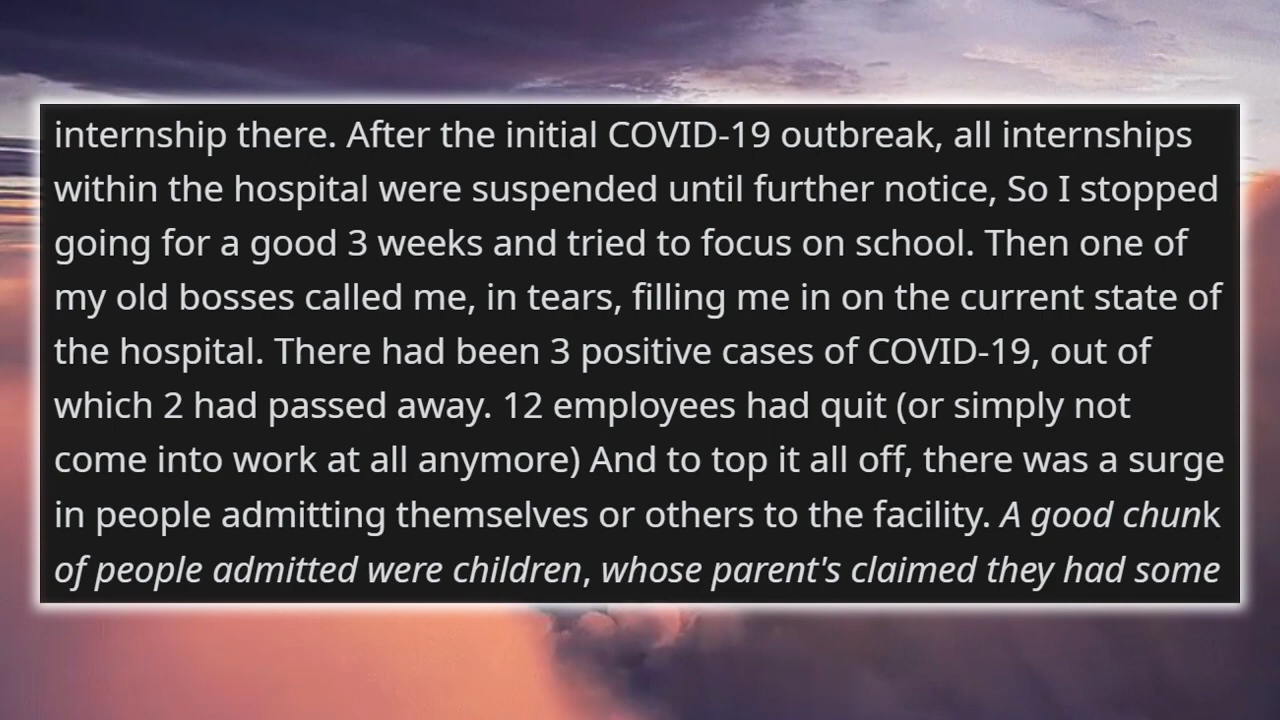 internship there. After the initial COVID-19 outbreak, all internships
within the hospital were suspended until further notice, So I stopped
going for a good 3 weeks and tried to focus on school. Then one of
my old bosses called me, in tears, filling me in on the current state of
the hospital. There had been 3 positive cases of COVID-19, out of
which 2 had passed away. 12 employees had quit (or simply not
come into work at all anymore) And to top it all off, there was a surge
in people admitting themselves or others to the facility. A good chunk
of people admitted were children, whose parent's claimed they had some